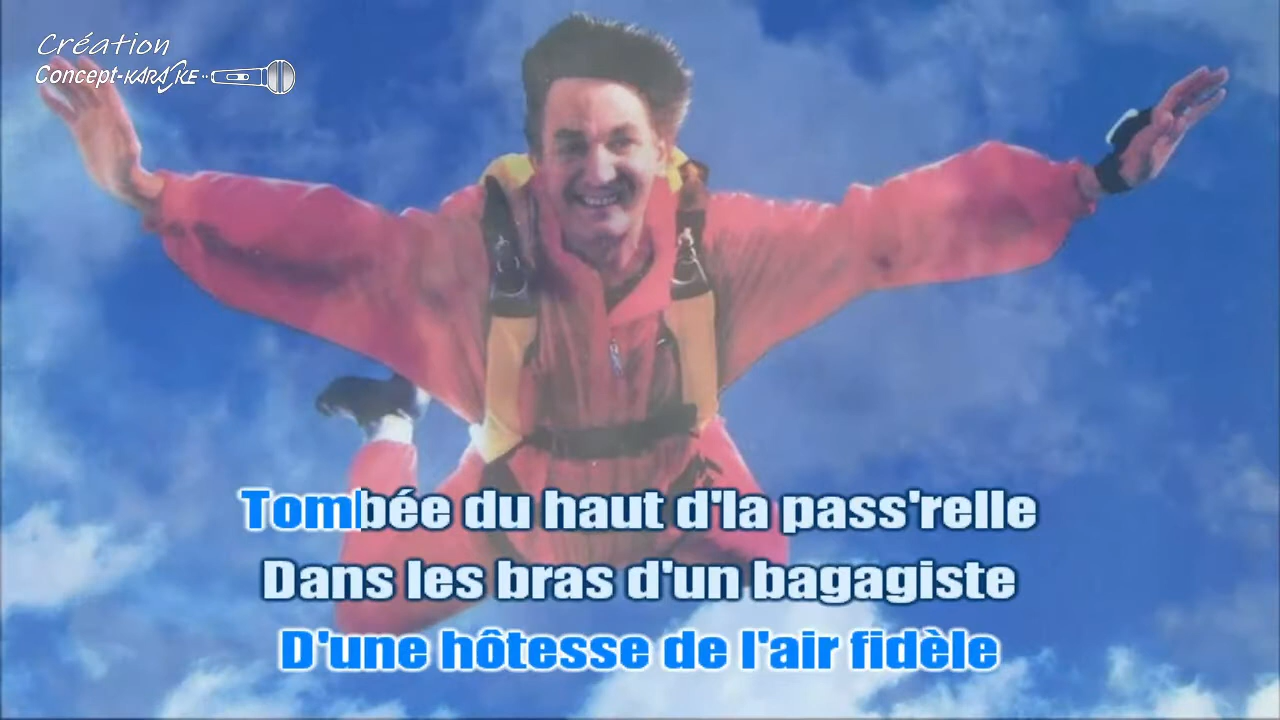 Création
Concept-KARAOKE
Tombée du haut d'la pass'relle
Dans les bras d'un bagagiste
D'une hôtesse de l'air fidèle